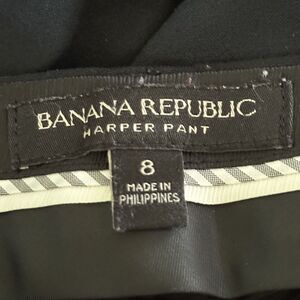 BANANA REPUBLIC
HARPER PANT
8
MADE IN
PHILIPPINES